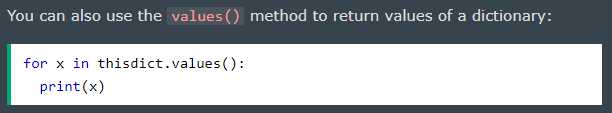 You can also use the values() method to return values of a dictionary:
for x in thisdict.values():
  print(x)